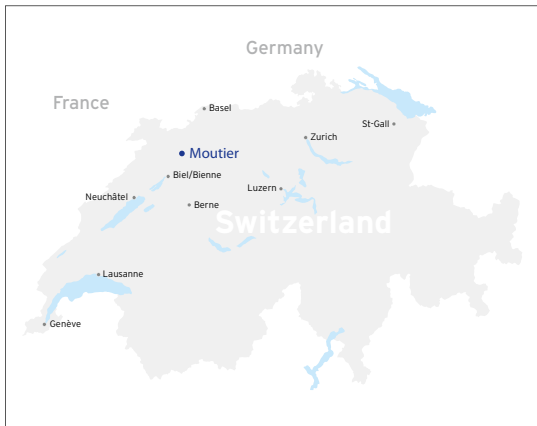 Germany
France
Basel
St-Gall
Zurich
Moutier
Biel/Bienne
Luzern
Neuchâtel
Berne
Switzerland
Lausanne
Genève